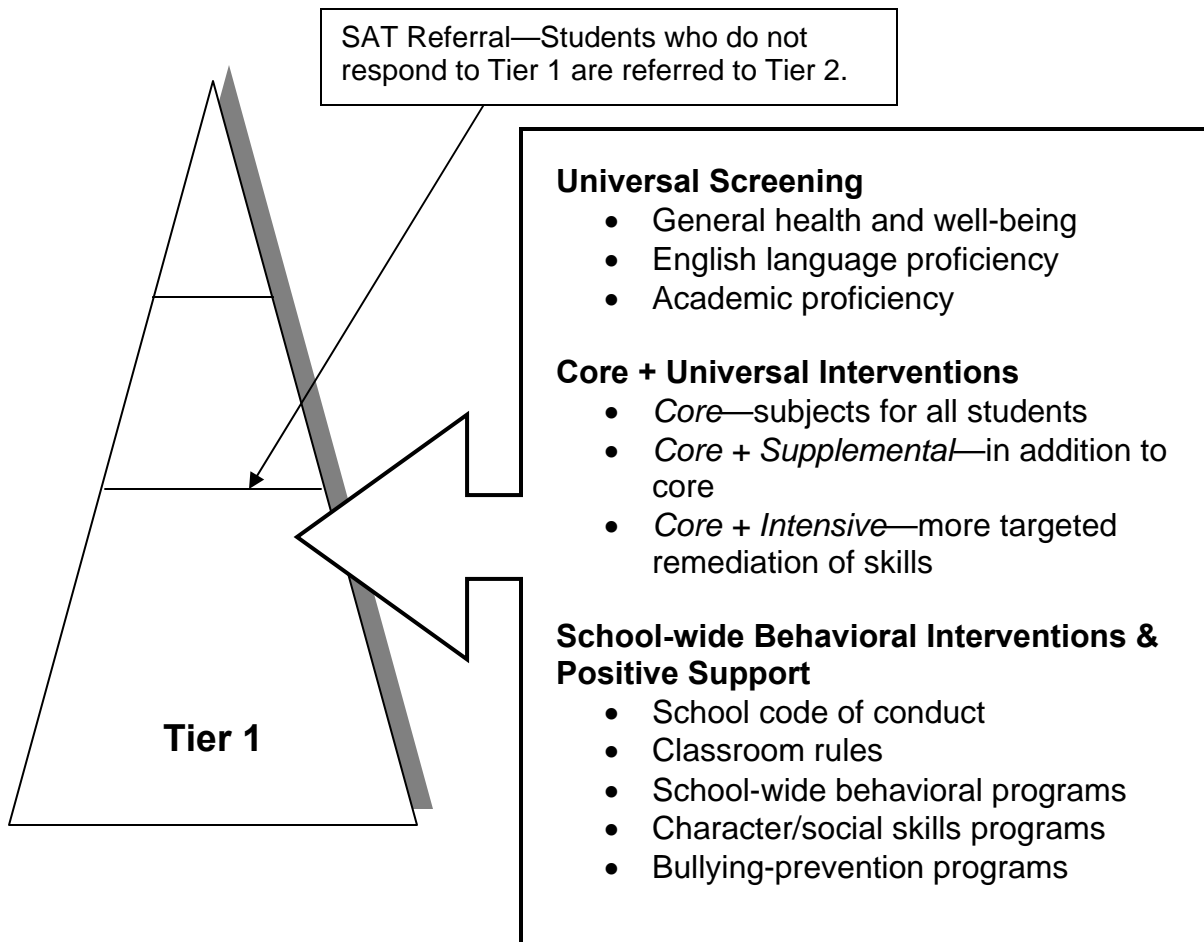 SAT Referral—Students who do not
respond to Tier 1 are referred to Tier 2.
Universal Screening
• General health and well-being
• English language proficiency
• Academic proficiency
Core + Universal Interventions
• Core—subjects for all students
• Core + Supplemental—in addition to
core
• Core + Intensive—more targeted
remediation of skills
School-wide Behavioral Interventions &
Positive Support
• School code of conduct
• Classroom rules
• School-wide behavioral programs
• Character/social skills programs
• Bullying-prevention programs
Tier 1